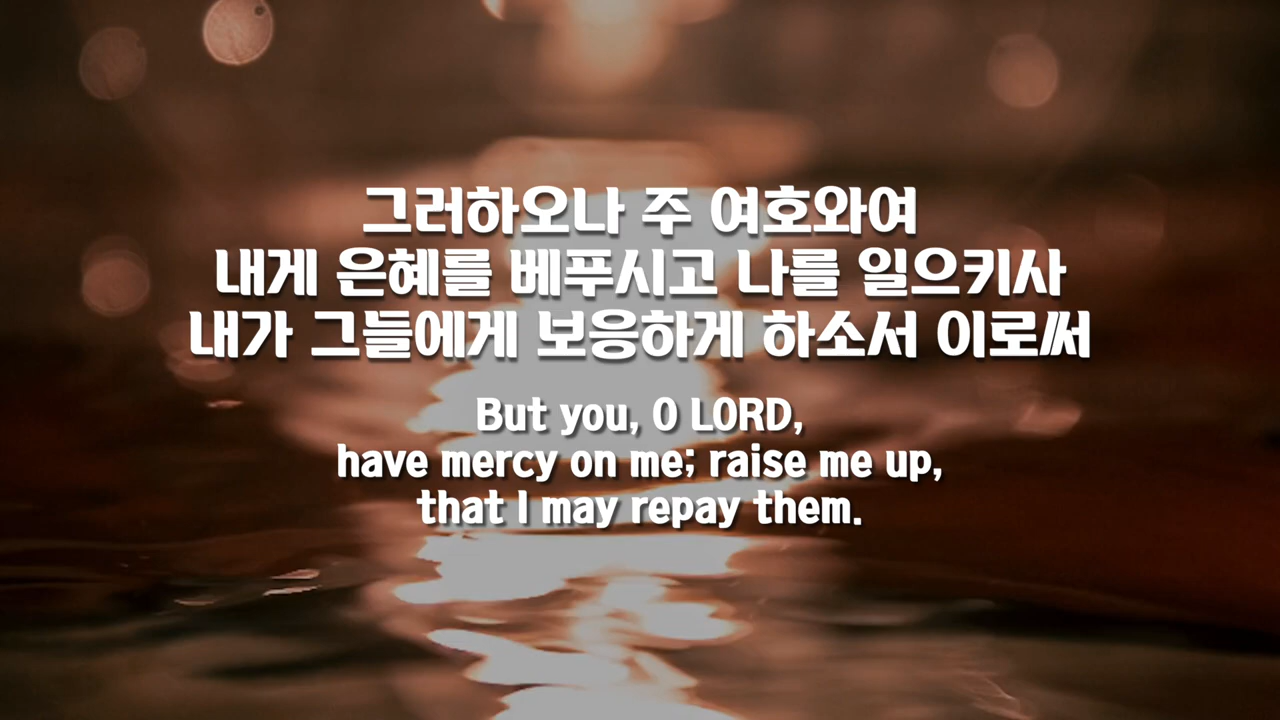 그러하오나 주 여호와여
내게 은혜를 베푸시고 나를 일으키사
내가 그들에게 보응하게 하소서 이로써
But you, O LORD,
have mercy on me; raise me up,
that I may repay them.